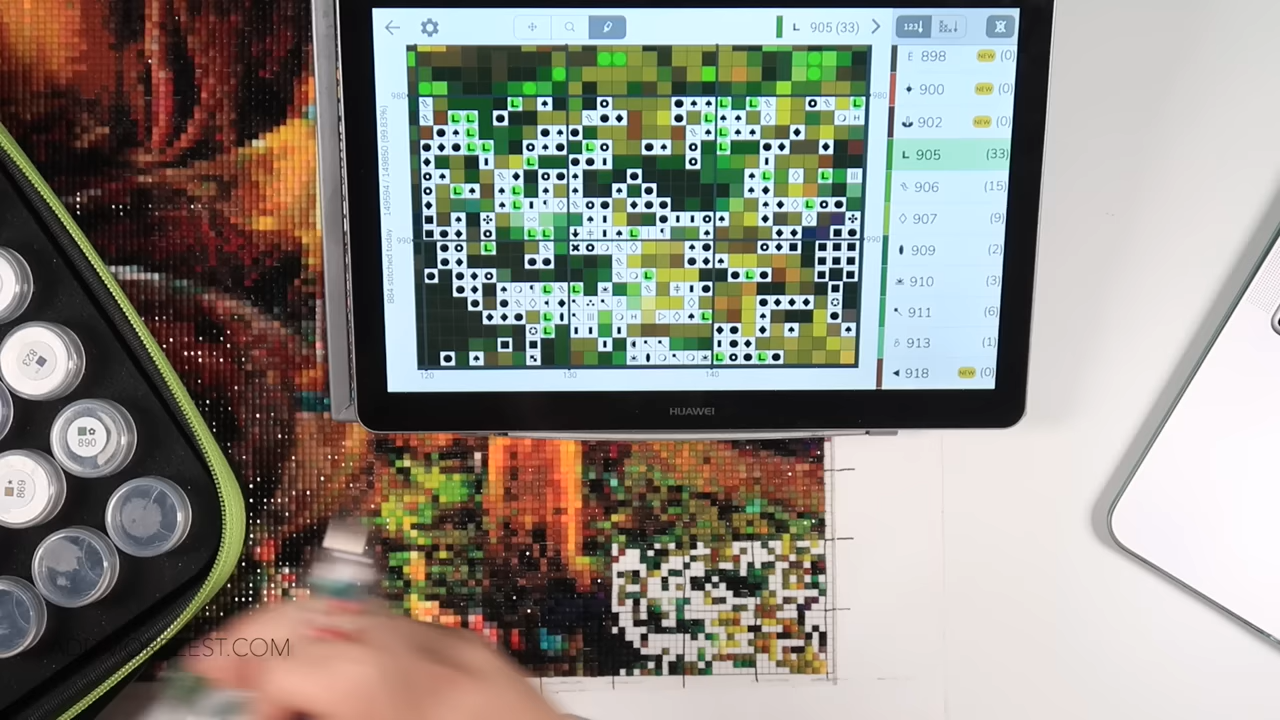 L 905 (33)
123
E 898 NEW (0)
900 NEW (0)
902 NEW (0)
L 905 (33)
906 (15)
907 (9)
909 (2)
910 (3)
911 (6)
913 (1)
918 NEW (0)
980
980
990
990
120
130
140
884 stitched today 149594 / 149850 (99.83%)
HUAWEI
823
890
869